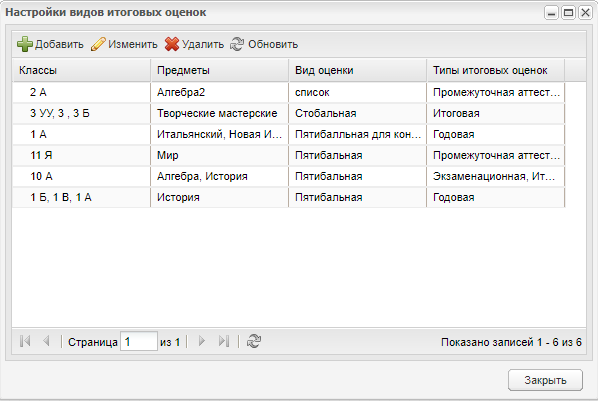 Настройки видов итоговых оценок
Добавить Изменить Удалить Обновить
Классы Предметы Вид оценки Типы итоговых оценок
2 А Алгебра2 список Промежуточная аттест...
3 УУ, 3 , 3 Б Творческие мастерские Стобальная Итоговая
1 А Итальянский, Новая И... Пятибалльная для кон... Годовая
11 Я Мир Пятибальная Промежуточная аттест...
10 А Алгебра, История Пятибальная Экзаменационная, Ит...
1 Б, 1 В, 1 А История Пятибальная Годовая
Страница 1 из 1 Показано записей 1 - 6 из 6
Закрыть